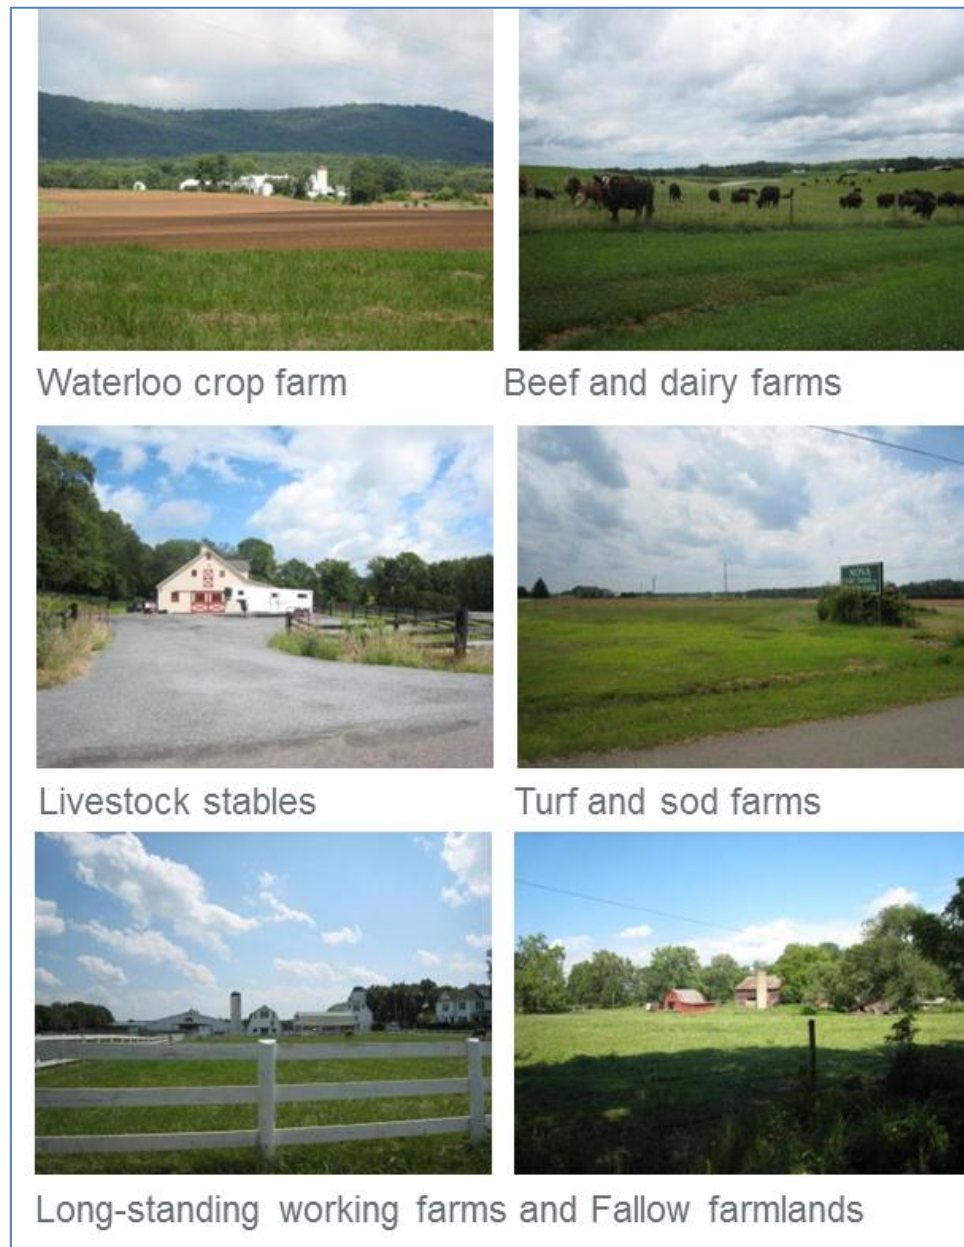 Waterloo crop farm
Beef and dairy farms
NOVA
Livestock stables
Turf and sod farms
Long-standing working farms and Fallow farmlands